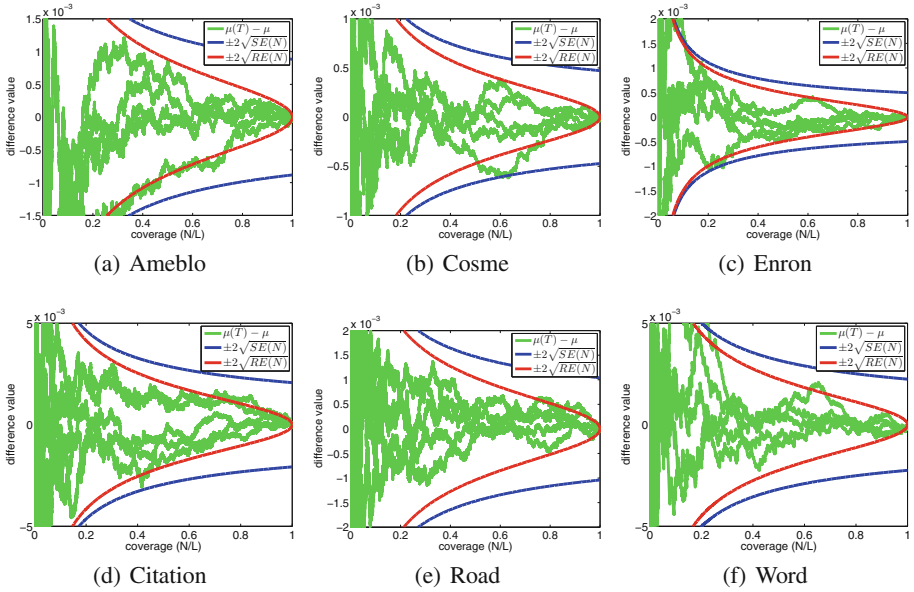 x 10⁻³
difference value
1.5
1
0.5
0
−0.5
−1
−1.5
μ(T) − μ
±2√SE(N)
±2√RE(N)
0 0.2 0.4 0.6 0.8 1
coverage (N/L)
(a) Ameblo
x 10⁻³
difference value
1
0.5
0
−0.5
−1
μ(T) − μ
±2√SE(N)
±2√RE(N)
0 0.2 0.4 0.6 0.8 1
coverage (N/L)
(b) Cosme
x 10⁻³
difference value
2
1.5
1
0.5
0
−0.5
−1
−1.5
−2
μ(T) − μ
±2√SE(N)
±2√RE(N)
0 0.2 0.4 0.6 0.8 1
coverage (N/L)
(c) Enron
x 10⁻³
difference value
5
0
−5
μ(T) − μ
±2√SE(N)
±2√RE(N)
0 0.2 0.4 0.6 0.8 1
coverage (N/L)
(d) Citation
x 10⁻³
difference value
2
1.5
1
0.5
0
−0.5
−1
−1.5
−2
μ(T) − μ
±2√SE(N)
±2√RE(N)
0 0.2 0.4 0.6 0.8 1
coverage (N/L)
(e) Road
x 10⁻³
difference value
5
0
−5
μ(T) − μ
±2√SE(N)
±2√RE(N)
0 0.2 0.4 0.6 0.8 1
coverage (N/L)
(f) Word